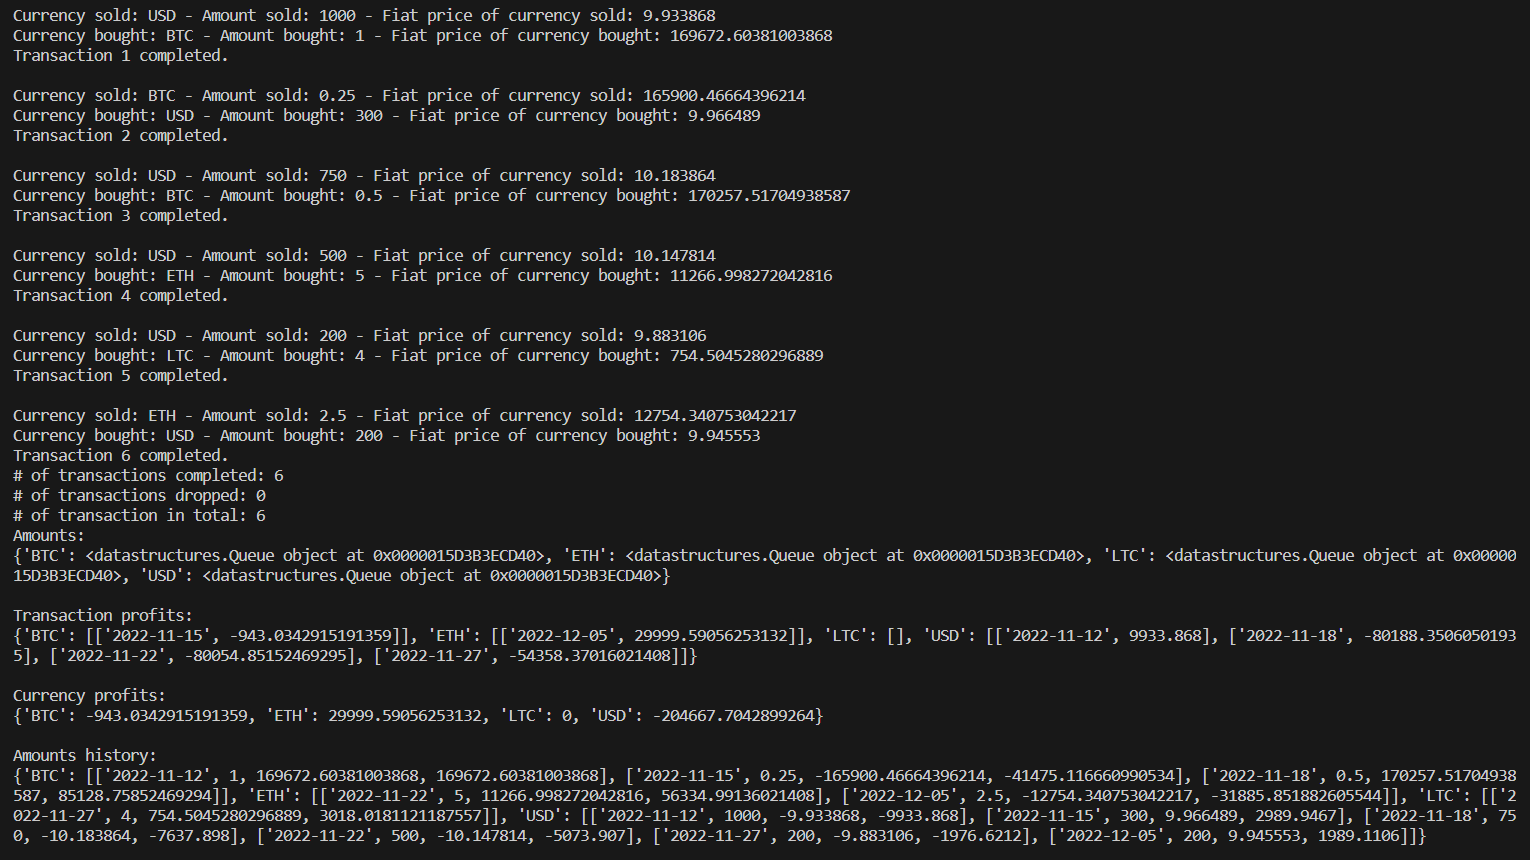 Currency sold: USD - Amount sold: 1000 - Fiat price of currency sold: 9.933868
Currency bought: BTC - Amount bought: 1 - Fiat price of currency bought: 169672.60381003868
Transaction 1 completed.

Currency sold: BTC - Amount sold: 0.25 - Fiat price of currency sold: 165900.46664396214
Currency bought: USD - Amount bought: 300 - Fiat price of currency bought: 9.966489
Transaction 2 completed.

Currency sold: USD - Amount sold: 750 - Fiat price of currency sold: 10.183864
Currency bought: BTC - Amount bought: 0.5 - Fiat price of currency bought: 170257.51704938587
Transaction 3 completed.

Currency sold: USD - Amount sold: 500 - Fiat price of currency sold: 10.147814
Currency bought: ETH - Amount bought: 5 - Fiat price of currency bought: 11266.998272042816
Transaction 4 completed.

Currency sold: USD - Amount sold: 200 - Fiat price of currency sold: 9.883106
Currency bought: LTC - Amount bought: 4 - Fiat price of currency bought: 754.5045280296889
Transaction 5 completed.

Currency sold: ETH - Amount sold: 2.5 - Fiat price of currency sold: 12754.340753042217
Currency bought: USD - Amount bought: 200 - Fiat price of currency bought: 9.945553
Transaction 6 completed.
# of transactions completed: 6
# of transactions dropped: 0
# of transaction in total: 6
Amounts:
{'BTC': <datastructures.Queue object at 0x0000015D3B3ECD40>, 'ETH': <datastructures.Queue object at 0x0000015D3B3ECD40>, 'LTC': <datastructures.Queue object at 0x00000
15D3B3ECD40>, 'USD': <datastructures.Queue object at 0x0000015D3B3ECD40>}

Transaction profits:
{'BTC': [['2022-11-15', -943.0342915191359]], 'ETH': [['2022-12-05', 29999.59056253132]], 'LTC': [], 'USD': [['2022-11-12', 9933.868], ['2022-11-18', -80188.3506050193
5], ['2022-11-22', -80054.85152469295], ['2022-11-27', -54358.37016021408]]}

Currency profits:
{'BTC': -943.0342915191359, 'ETH': 29999.59056253132, 'LTC': 0, 'USD': -204667.7042899264}

Amounts history:
{'BTC': [['2022-11-12', 1, 169672.60381003868, 169672.60381003868], ['2022-11-15', 0.25, -165900.46664396214, -41475.116660990534], ['2022-11-18', 0.5, 170257.51704938
587, 85128.75852469294]], 'ETH': [['2022-11-22', 5, 11266.998272042816, 56334.99136021408], ['2022-12-05', 2.5, -12754.340753042217, -31885.851882605544]], 'LTC': [['2
022-11-27', 4, 754.5045280296889, 3018.0181121187557]], 'USD': [['2022-11-12', 1000, -9.933868, -9933.868], ['2022-11-15', 300, 9.966489, 2989.9467], ['2022-11-18', 75
0, -10.183864, -7637.898], ['2022-11-22', 500, -10.147814, -5073.907], ['2022-11-27', 200, -9.883106, -1976.6212], ['2022-12-05', 200, 9.945553, 1989.1106]]}